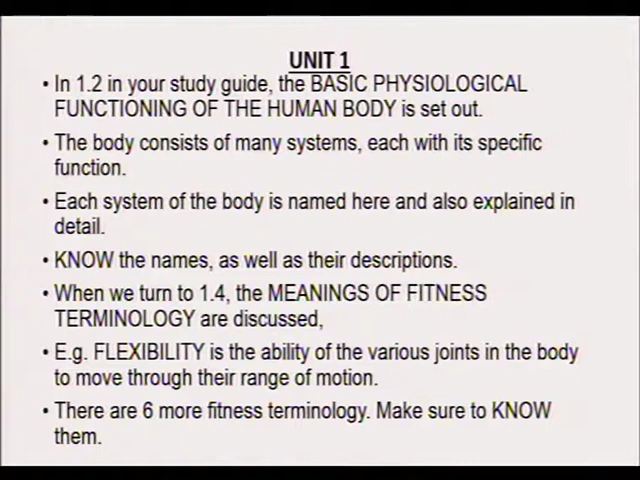 UNIT 1
• In 1.2 in your study guide, the BASIC PHYSIOLOGICAL
FUNCTIONING OF THE HUMAN BODY is set out.
• The body consists of many systems, each with its specific
function.
• Each system of the body is named here and also explained in
detail.
• KNOW the names, as well as their descriptions.
• When we turn to 1.4, the MEANINGS OF FITNESS
TERMINOLOGY are discussed,
• E.g. FLEXIBILITY is the ability of the various joints in the body
to move through their range of motion.
• There are 6 more fitness terminology. Make sure to KNOW
them.